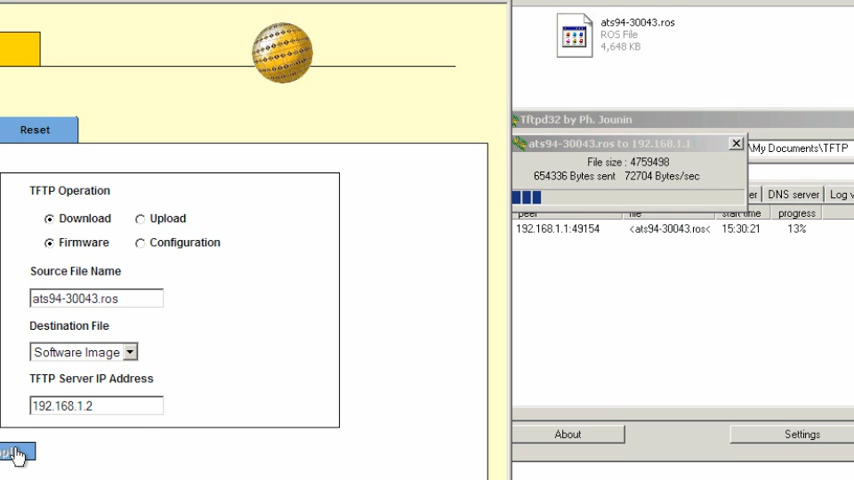 Reset
TFTP Operation
Download Upload
Firmware Configuration
Source File Name
ats94-30043.ros
Destination File
Software Image
TFTP Server IP Address
192.168.1.2
ats94-30043.ros
ROS File
4,648 KB
Tftpd32 by Ph. Jounin
ats94-30043.ros to 192.168.1.1
\My Documents\TFTP
File size : 4759498
654336 Bytes sent 72704 Bytes/sec
er DNS server Log v
peer file start time progress
192.168.1.1:49154 <ats94-30043.ros< 15:30:21 13%
About Settings